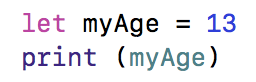 let myAge = 13
print (myAge)